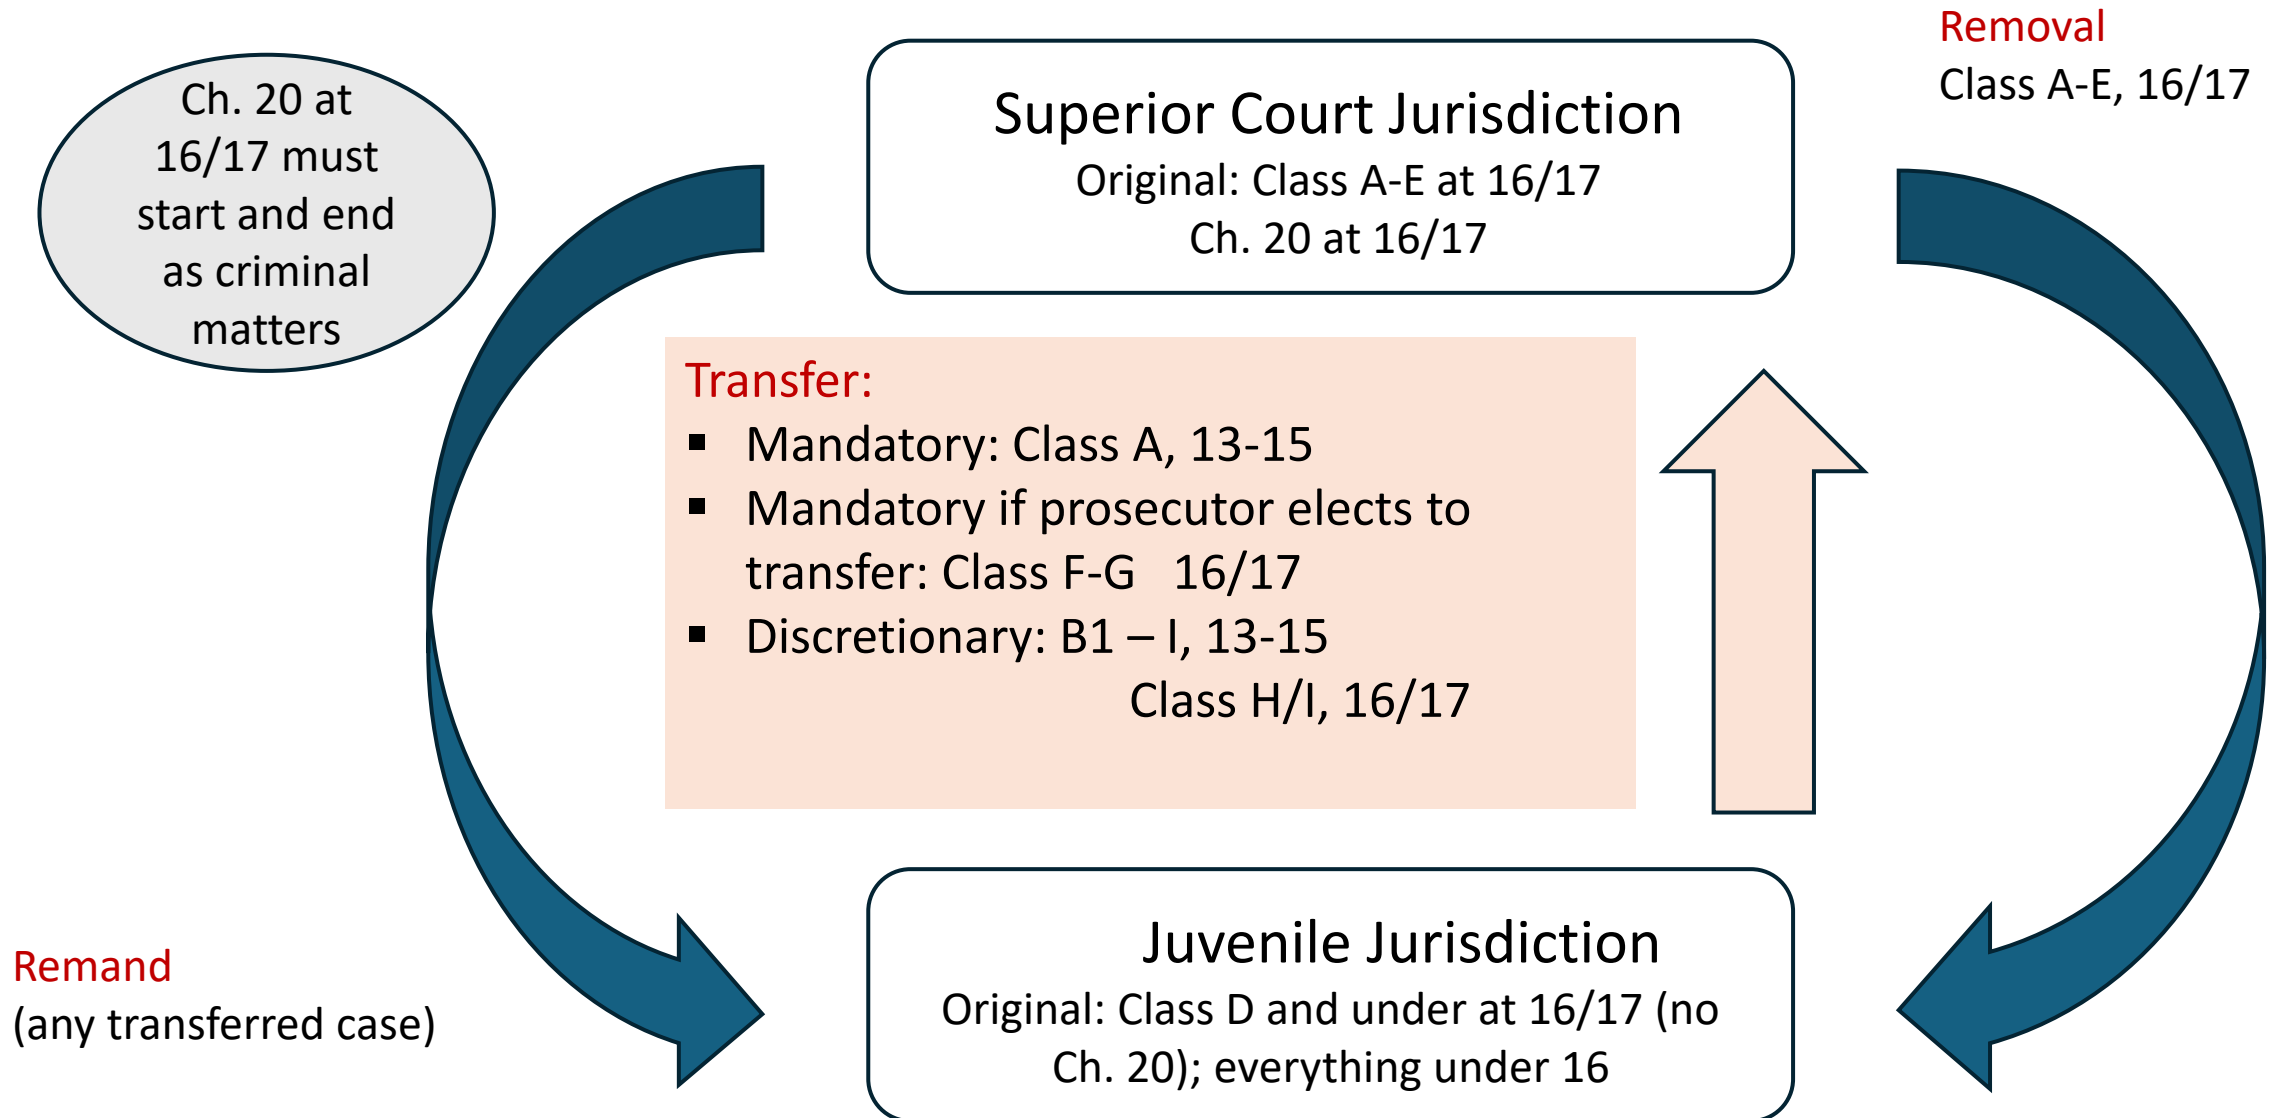 Ch. 20 at
16/17 must
start and end
as criminal
matters
Superior Court Jurisdiction
Original: Class A-E at 16/17
Ch. 20 at 16/17
Removal
Class A-E, 16/17
Transfer:
▪ Mandatory: Class A, 13-15
▪ Mandatory if prosecutor elects to
transfer: Class F-G 16/17
▪ Discretionary: B1 – I, 13-15
Class H/I, 16/17
Remand
(any transferred case)
Juvenile Jurisdiction
Original: Class D and under at 16/17 (no
Ch. 20); everything under 16